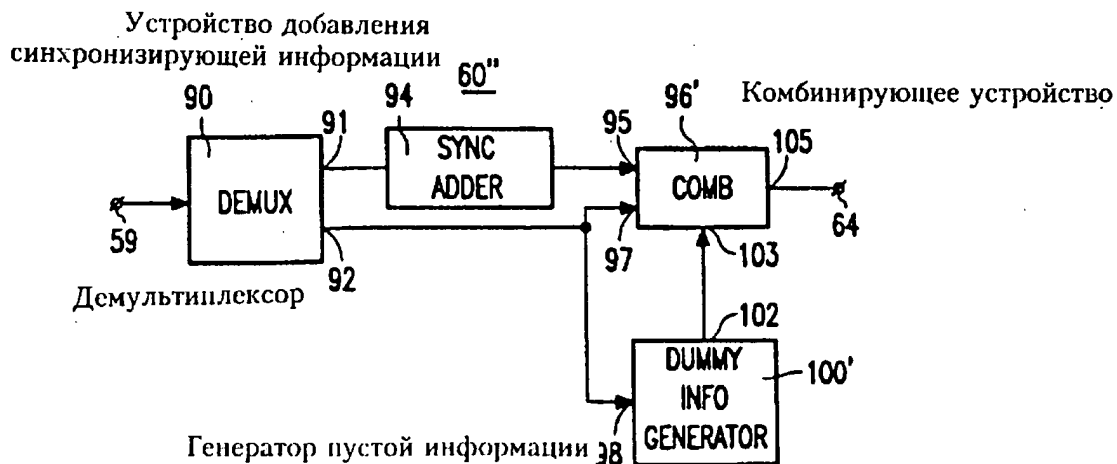 Устройство добавления
синхронизирующей информации
60"
90
91
94
SYNC
ADDER
95
96'
Комбинирующее устройство
105
DEMUX
COMB
59
92
97
103
64
Демультиплексор
102
DUMMY
INFO
GENERATOR
100'
Генератор пустой информации
98